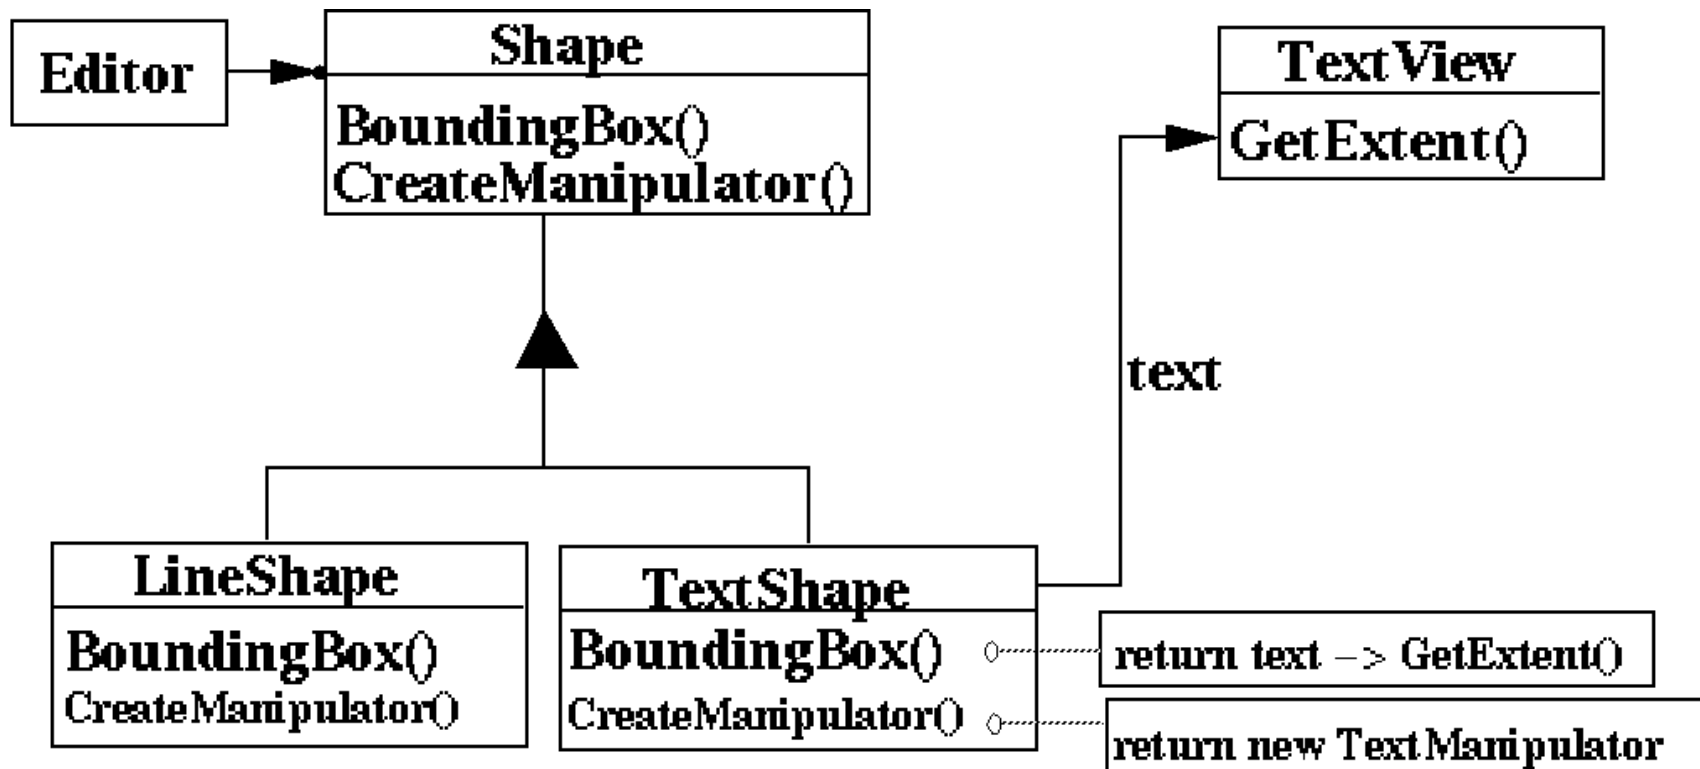 Editor
Shape
BoundingBox()
CreateManipulator()
TextView
GetExtent()
text
LineShape
BoundingBox()
CreateManipulator()
TextShape
BoundingBox()
CreateManipulator()
return text -> GetExtent()
return new TextManipulator